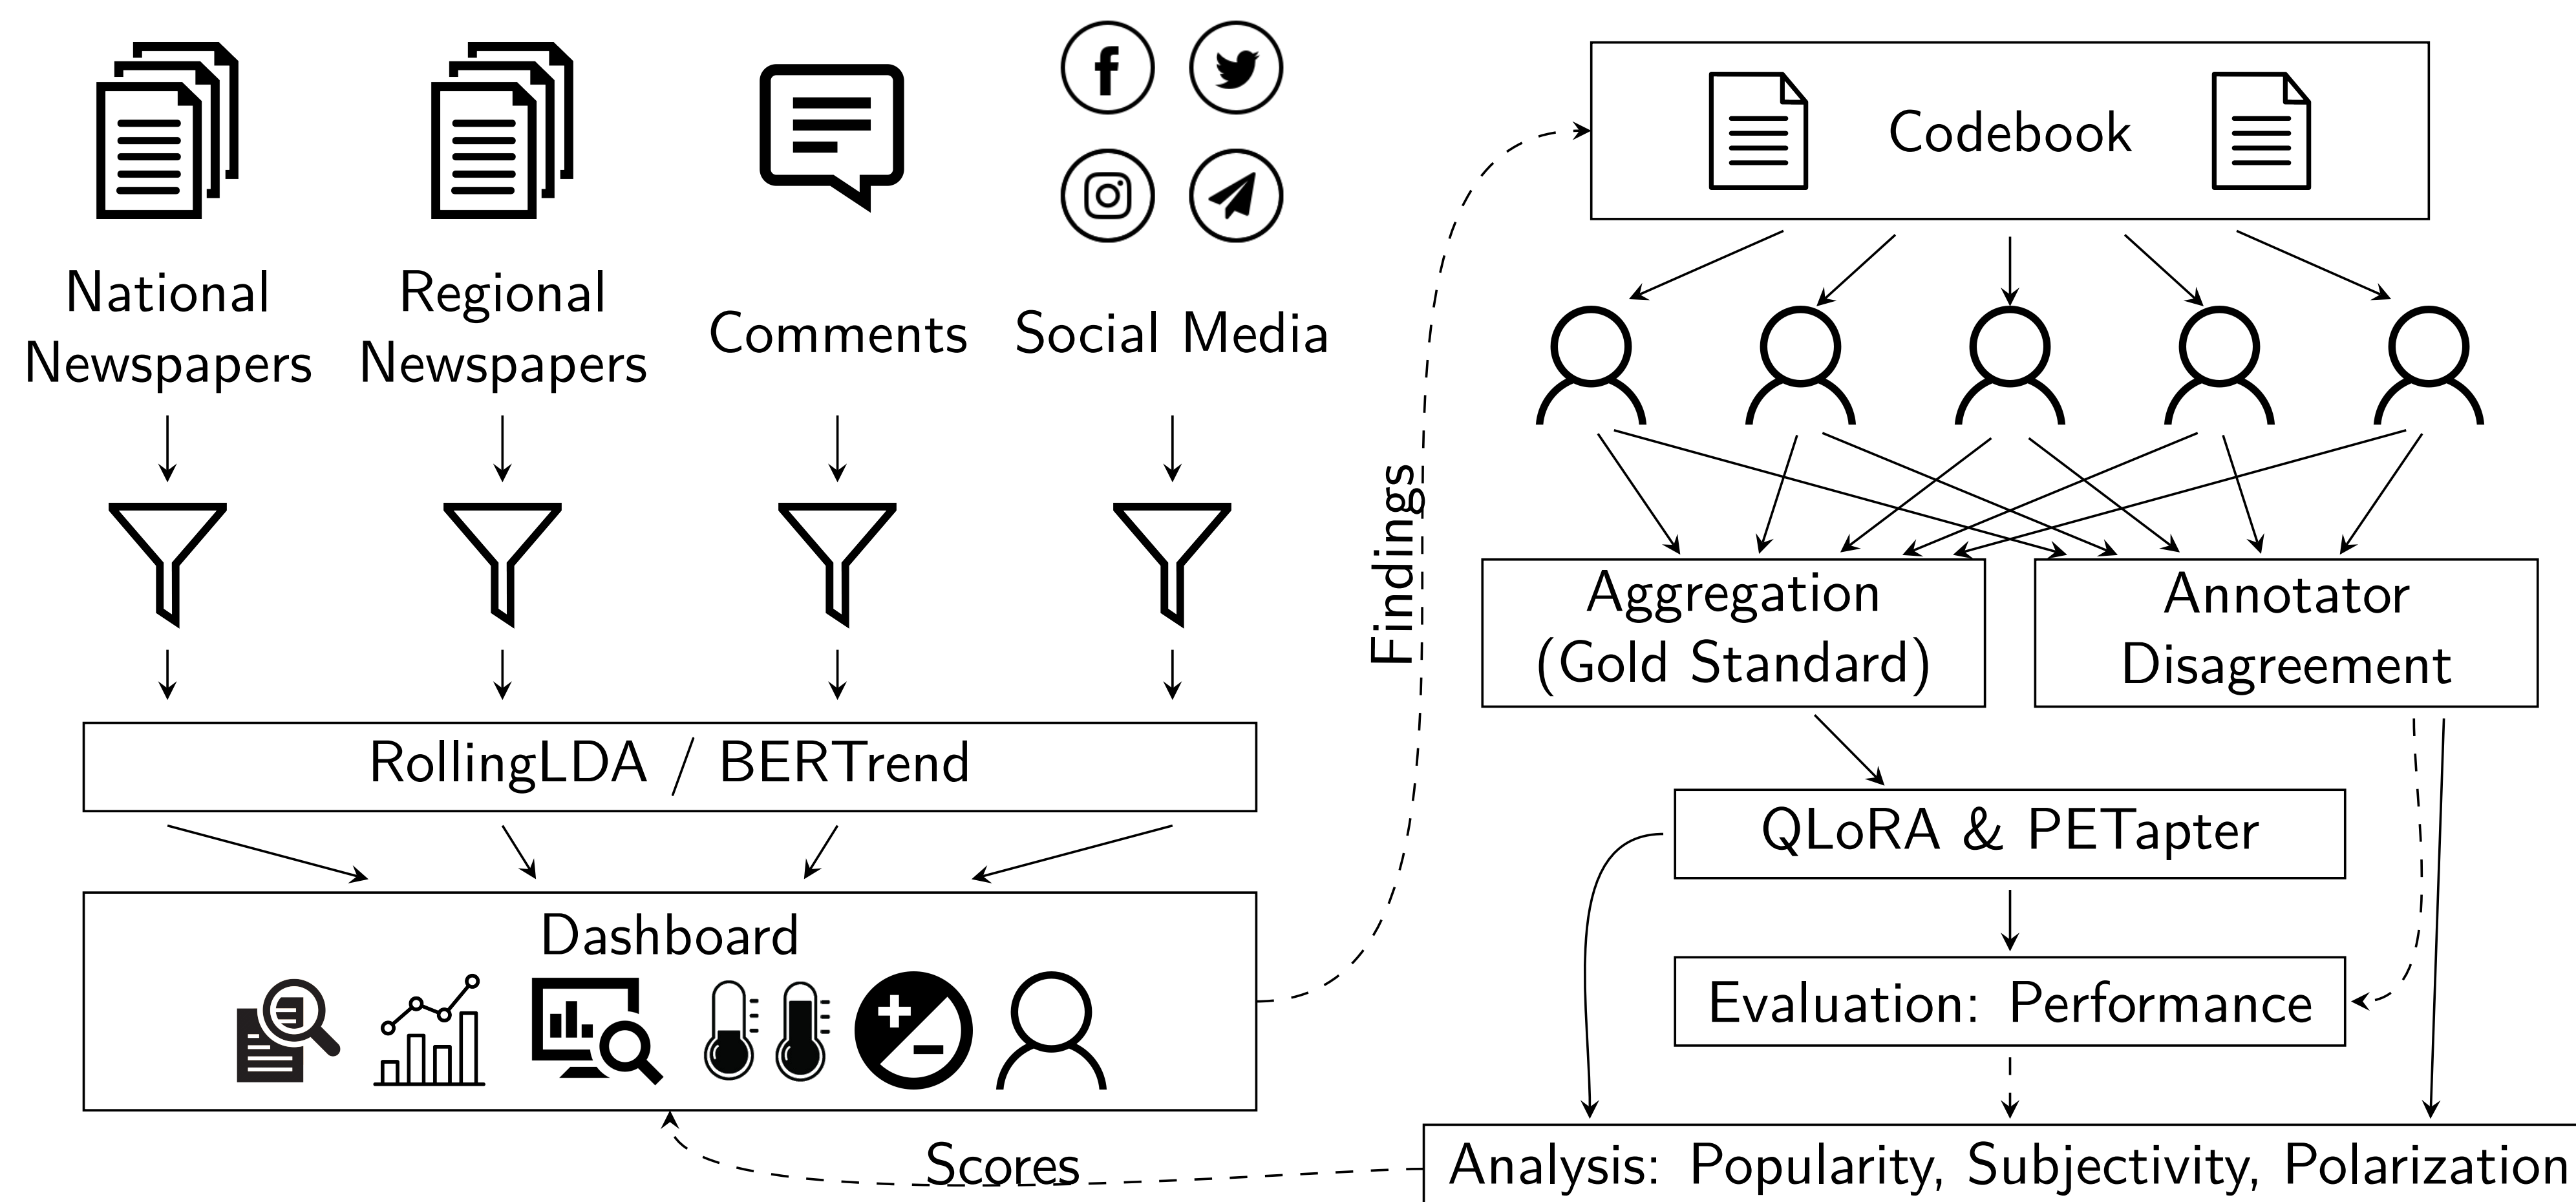 National
Newspapers
Regional
Newspapers
Comments
Social Media
RollingLDA / BERTrend
Dashboard
Findings
Scores
Codebook
Aggregation
(Gold Standard)
Annotator
Disagreement
QLoRA & PETapter
Evaluation: Performance
Analysis: Popularity, Subjectivity, Polarization